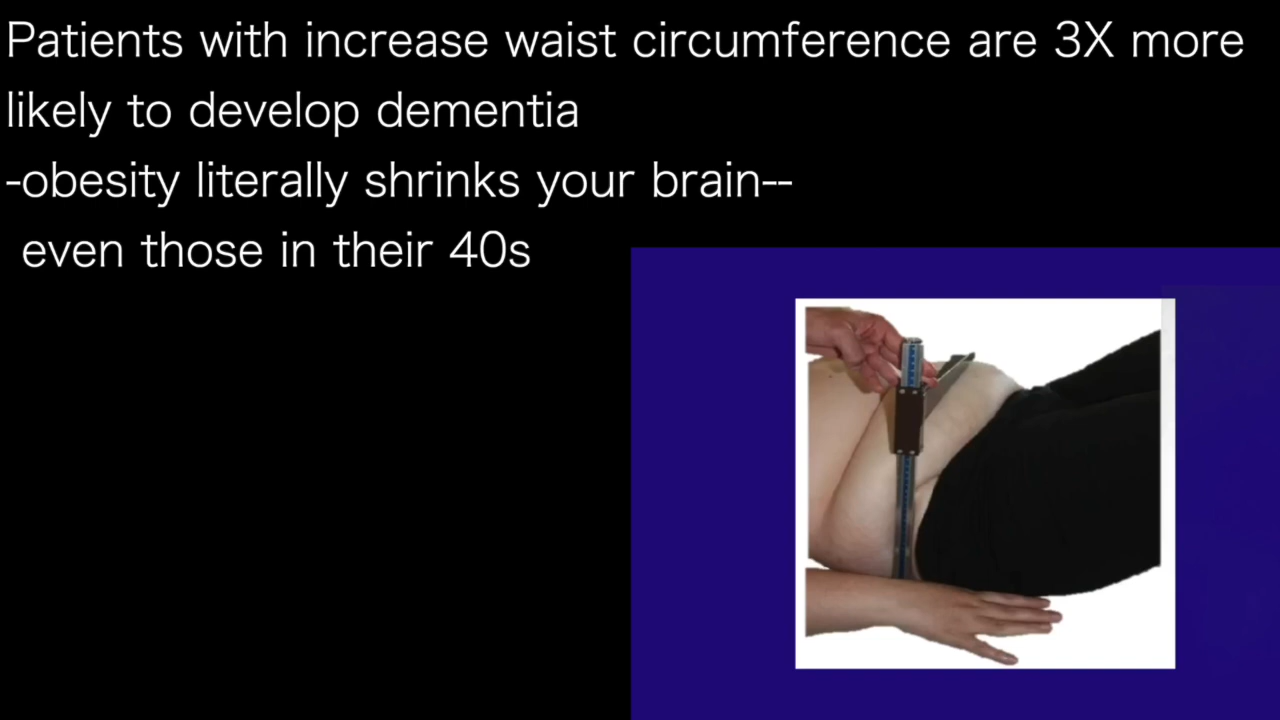 Patients with increase waist circumference are 3X more
likely to develop dementia
-obesity literally shrinks your brain--
even those in their 40s